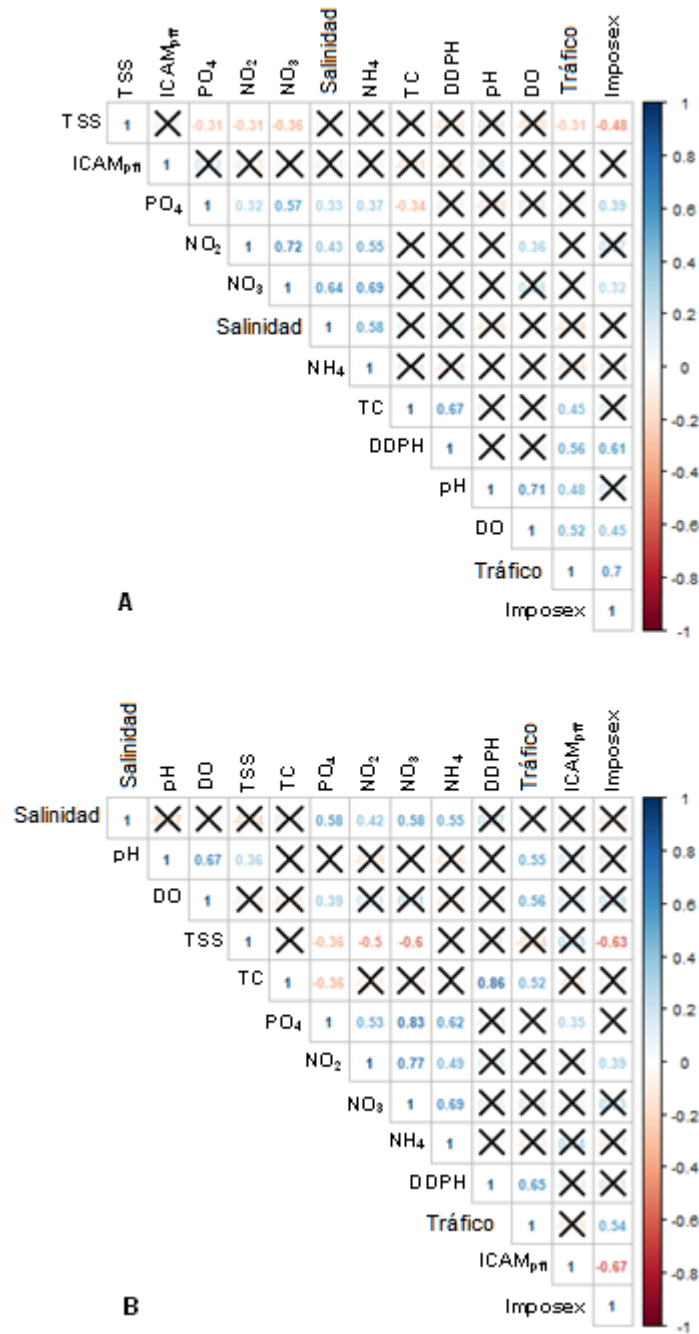 TSS ICAMpff PO₄ NO₂ NO₃ Salinidad NH₄ TC DDPH pH DO Tráfico Imposex
TSS 1 -0.31 -0.31 -0.36 -0.31 -0.48
ICAMpff 1
PO₄ 1 0.32 0.57 0.33 0.37 -0.34 0.39
NO₂ 1 0.72 0.43 0.55 0.36
NO₃ 1 0.64 0.69 0.32
Salinidad 1 0.58
NH₄ 1
TC 1 0.67 0.45
DDPH 1 0.56 0.61
pH 1 0.71 0.48
DO 1 0.52 0.45
Tráfico 1 0.7
Imposex 1
1
0.8
0.6
0.4
0.2
0
-0.2
-0.4
-0.6
-0.8
-1
A
Salinidad pH DO TSS TC PO₄ NO₂ NO₃ NH₄ DDPH Tráfico ICAMpff Imposex
Salinidad 1 0.58 0.42 0.58 0.55
pH 1 0.67 0.36 0.55
DO 1 0.39 0.56
TSS 1 -0.36 -0.5 -0.6 -0.63
TC 1 -0.36 0.86 0.52
PO₄ 1 0.53 0.83 0.62 0.35
NO₂ 1 0.77 0.49 0.39
NO₃ 1 0.69
NH₄ 1
DDPH 1 0.65
Tráfico 1 0.54
ICAMpff 1 -0.67
Imposex 1
1
0.8
0.6
0.4
0.2
0
-0.2
-0.4
-0.6
-0.8
-1
B